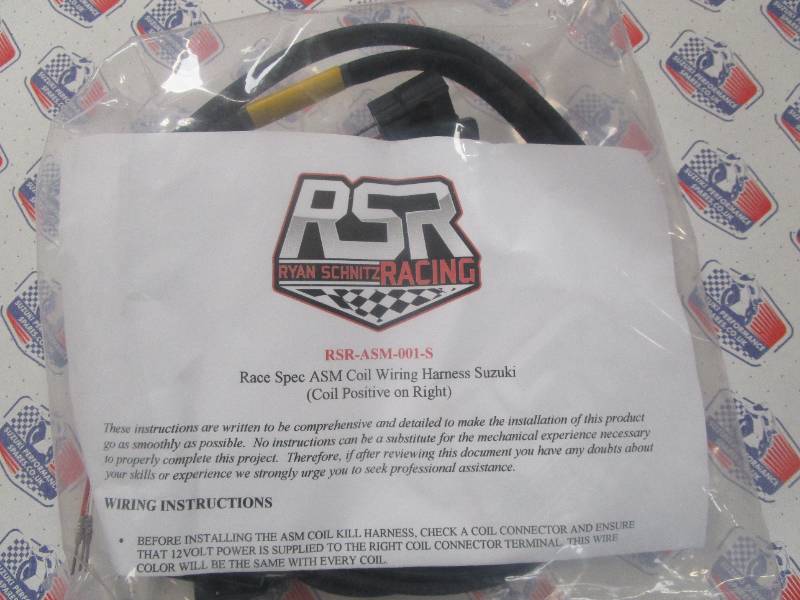 RSR
RYAN SCHNITZ RACING
RSR-ASM-001-S
Race Spec ASM Coil Wiring Harness Suzuki
(Coil Positive on Right)
These instructions are written to be comprehensive and detailed to make the installation of this product
go as smoothly as possible. No instructions can be a substitute for the mechanical experience necessary
to properly complete this project. Therefore, if after reviewing this document you have any doubts about
your skills or experience we strongly urge you to seek professional assistance.
WIRING INSTRUCTIONS
• BEFORE INSTALLING THE ASM COIL KILL HARNESS, CHECK A COIL CONNECTOR AND ENSURE
THAT 12VOLT POWER IS SUPPLIED TO THE RIGHT COIL CONNECTOR TERMINAL. THIS WIRE
COLOR WILL BE THE SAME WITH EVERY COIL.
SUZUKI PERFORMANCE
SPARES.CO.UK